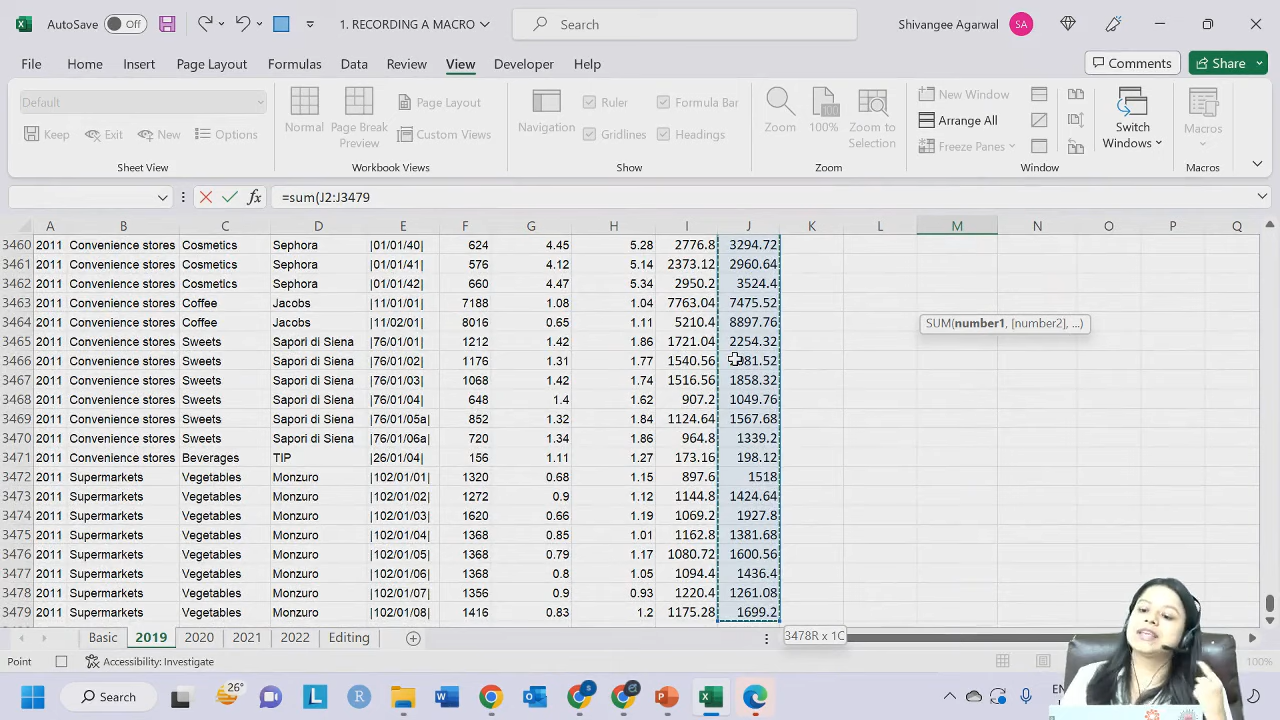 AutoSave Off 1. RECORDING A MACRO Search Shivangee Agarwal SA
File Home Insert Page Layout Formulas Data Review View Developer Help Comments Share
Default Page Layout Ruler Formula Bar New Window
Keep Exit New Options Normal Page Break Preview Custom Views Navigation Gridlines Headings Zoom 100% Zoom to Selection Arrange All Freeze Panes Switch Windows Macros
Sheet View Workbook Views Show Zoom Window Macros
fx =sum(J2:J3479
A B C D E F G H I J K L M N O P Q
3460 2011 Convenience stores Cosmetics Sephora |01/01/40| 624 4.45 5.28 2776.8 3294.72
3461 2011 Convenience stores Cosmetics Sephora |01/01/41| 576 4.12 5.14 2373.12 2960.64
3462 2011 Convenience stores Cosmetics Sephora |01/01/42| 660 4.47 5.34 2950.2 3524.4
3463 2011 Convenience stores Coffee Jacobs |11/01/01| 7188 1.08 1.04 7763.04 7475.52
3464 2011 Convenience stores Coffee Jacobs |11/02/01| 8016 0.65 1.11 5210.4 8897.76
SUM(number1, [number2], ...)
3465 2011 Convenience stores Sweets Sapori di Siena |76/01/01| 1212 1.42 1.86 1721.04 2254.32
3466 2011 Convenience stores Sweets Sapori di Siena |76/01/02| 1176 1.31 1.77 1540.56 081.52
3467 2011 Convenience stores Sweets Sapori di Siena |76/01/03| 1068 1.42 1.74 1516.56 1858.32
3468 2011 Convenience stores Sweets Sapori di Siena |76/01/04| 648 1.4 1.62 907.2 1049.76
3469 2011 Convenience stores Sweets Sapori di Siena |76/01/05a| 852 1.32 1.84 1124.64 1567.68
3470 2011 Convenience stores Sweets Sapori di Siena |76/01/06a| 720 1.34 1.86 964.8 1339.2
3471 2011 Convenience stores Beverages TIP |26/01/04| 156 1.11 1.27 173.16 198.12
3472 2011 Supermarkets Vegetables Monzuro |102/01/01| 1320 0.68 1.15 897.6 1518
3473 2011 Supermarkets Vegetables Monzuro |102/01/02| 1272 0.9 1.12 1144.8 1424.64
3474 2011 Supermarkets Vegetables Monzuro |102/01/03| 1620 0.66 1.19 1069.2 1927.8
3475 2011 Supermarkets Vegetables Monzuro |102/01/04| 1368 0.85 1.01 1162.8 1381.68
3476 2011 Supermarkets Vegetables Monzuro |102/01/05| 1368 0.79 1.17 1080.72 1600.56
3477 2011 Supermarkets Vegetables Monzuro |102/01/06| 1368 0.8 1.05 1094.4 1436.4
3478 2011 Supermarkets Vegetables Monzuro |102/01/07| 1356 0.9 0.93 1220.4 1261.08
3479 2011 Supermarkets Vegetables Monzuro |102/01/08| 1416 0.83 1.2 1175.28 1699.2
Basic 2019 2020 2021 2022 Editing 3478R x 1C
Point Accessibility: Investigate 100%
Search 26° L R W EN